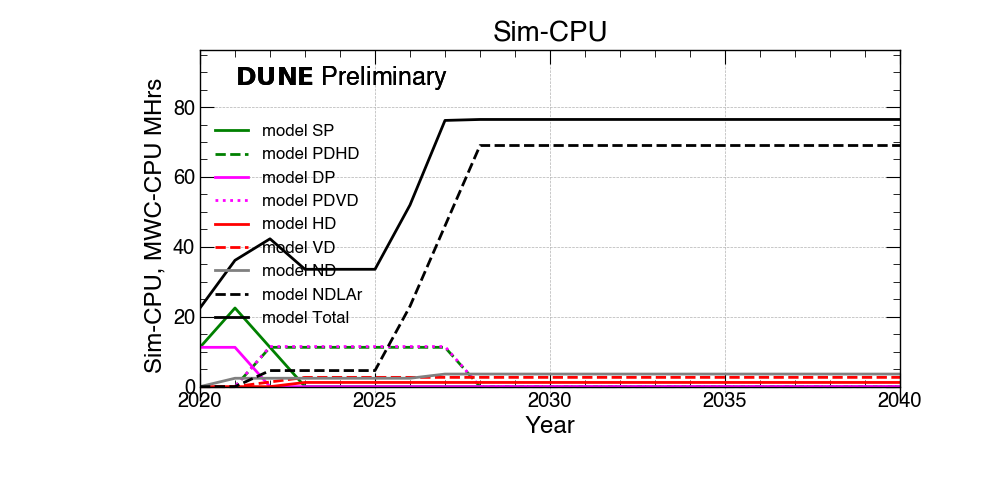 Sim-CPU
DUNE Preliminary
Sim-CPU, MWC-CPU MHrs
80
60
40
20
0
model SP
model PDHD
model DP
model PDVD
model HD
model VD
model ND
model NDLAr
model Total
2020 2025 2030 2035 2040
Year